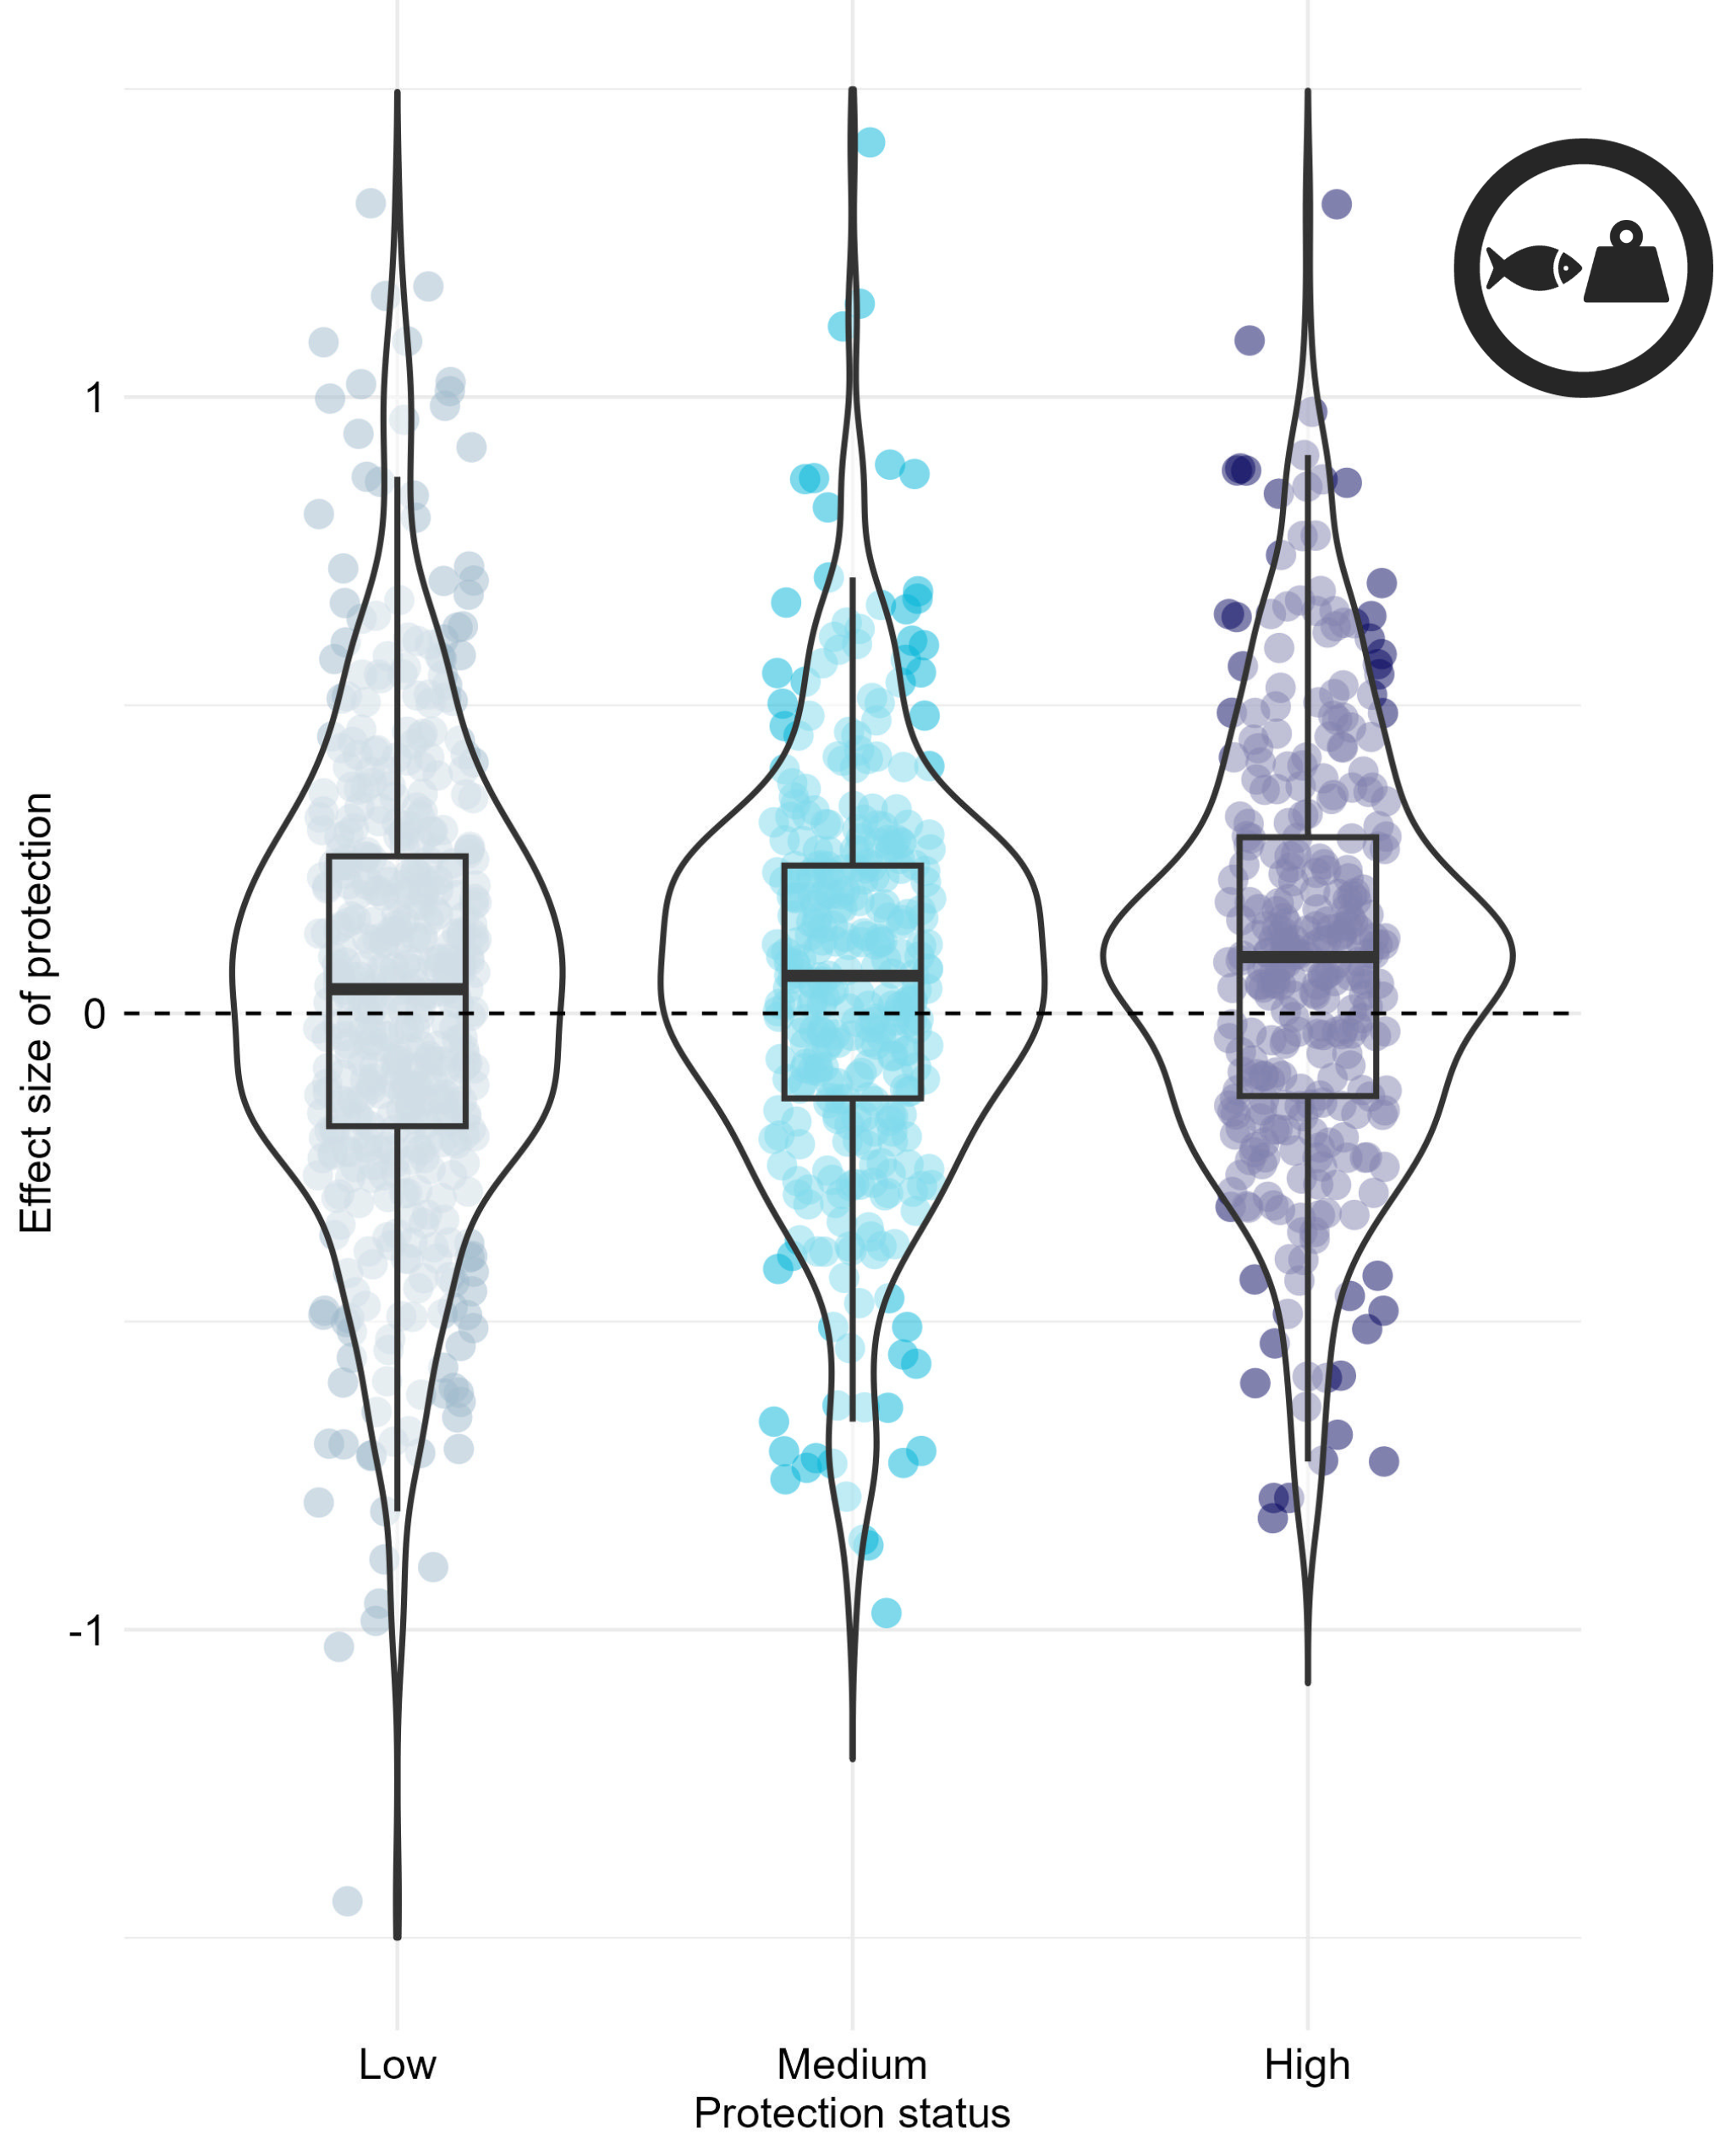 1
0
-1
Effect size of protection
Low Medium High
Protection status